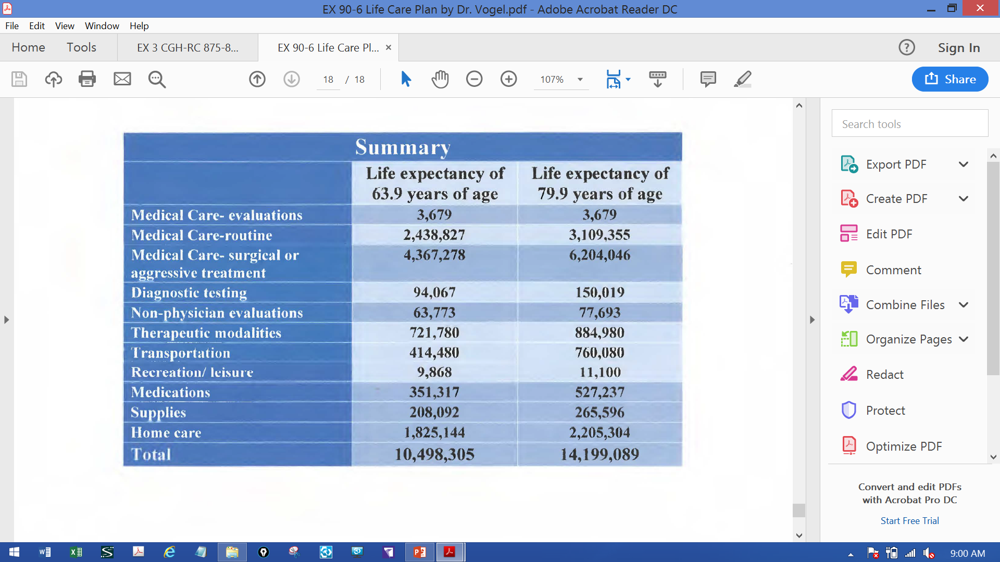 EX 90-6 Life Care Plan by Dr. Vogel.pdf - Adobe Acrobat Reader DC
File Edit View Window Help
Home Tools EX 3 CGH-RC 875-8... EX 90-6 Life Care Pl... × ? Sign In
18 / 18 107% Share
Summary
Life expectancy of 63.9 years of age Life expectancy of 79.9 years of age
Medical Care- evaluations 3,679 3,679
Medical Care-routine 2,438,827 3,109,355
Medical Care- surgical or 4,367,278 6,204,046
aggressive treatment
Diagnostic testing 94,067 150,019
Non-physician evaluations 63,773 77,693
Therapeutic modalities 721,780 884,980
Transportation 414,480 760,080
Recreation/ leisure 9,868 11,100
Medications 351,317 527,237
Supplies 208,092 265,596
Home care 1,825,144 2,205,304
Total 10,498,305 14,199,089
Search tools
Export PDF
Create PDF
Edit PDF
Comment
Combine Files
Organize Pages
Redact
Protect
Optimize PDF
Convert and edit PDFs
with Acrobat Pro DC
Start Free Trial
9:00 AM